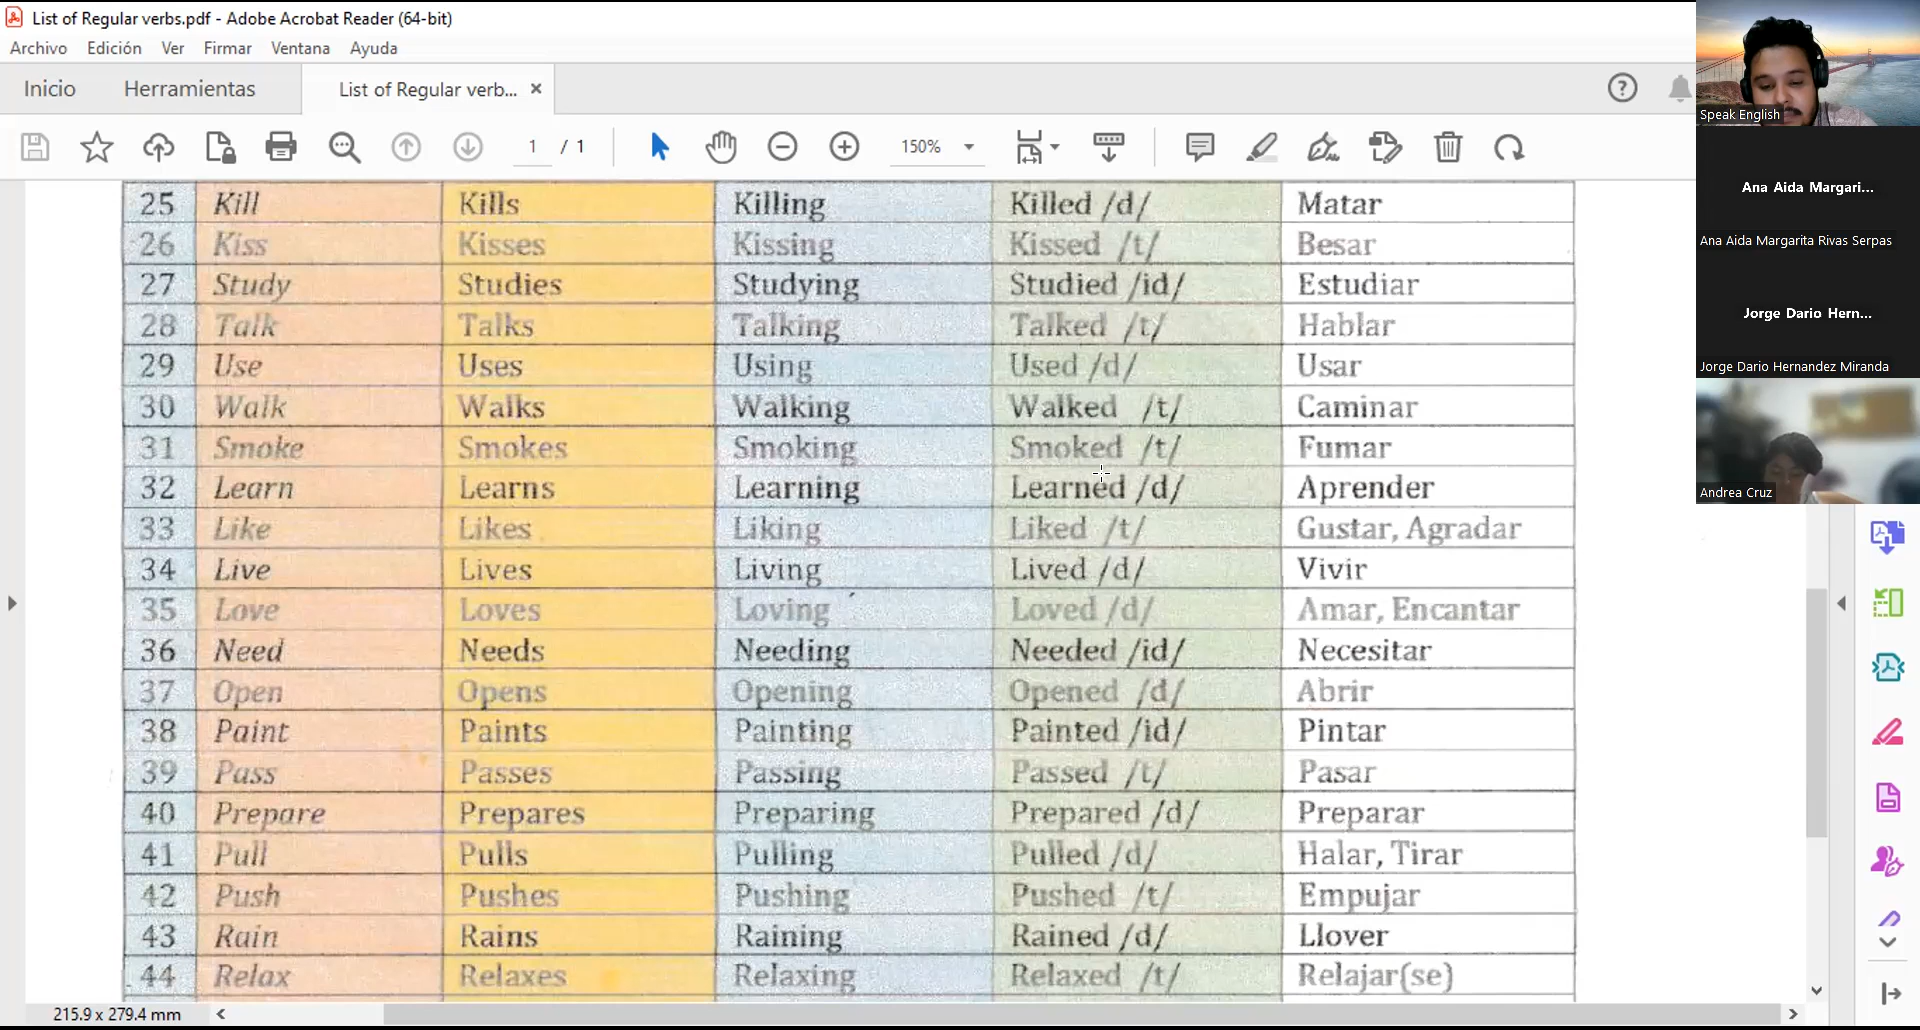 List of Regular verbs.pdf - Adobe Acrobat Reader (64-bit)
Archivo Edición Ver Firmar Ventana Ayuda
Inicio Herramientas List of Regular verb... ×
1 / 1 150%
25 Kill Kills Killing Killed /d/ Matar
26 Kiss Kisses Kissing Kissed /t/ Besar
27 Study Studies Studying Studied /id/ Estudiar
28 Talk Talks Talking Talked /t/ Hablar
29 Use Uses Using Used /d/ Usar
30 Walk Walks Walking Walked /t/ Caminar
31 Smoke Smokes Smoking Smoked /t/ Fumar
32 Learn Learns Learning Learned /d/ Aprender
33 Like Likes Liking Liked /t/ Gustar, Agradar
34 Live Lives Living Lived /d/ Vivir
35 Love Loves Loving Loved /d/ Amar, Encantar
36 Need Needs Needing Needed /id/ Necesitar
37 Open Opens Opening Opened /d/ Abrir
38 Paint Paints Painting Painted /id/ Pintar
39 Pass Passes Passing Passed /t/ Pasar
40 Prepare Prepares Preparing Prepared /d/ Preparar
41 Pull Pulls Pulling Pulled /d/ Halar, Tirar
42 Push Pushes Pushing Pushed /t/ Empujar
43 Rain Rains Raining Rained /d/ Llover
44 Relax Relaxes Relaxing Relaxed /t/ Relajar(se)
215.9 x 279.4 mm
Speak English
Ana Aida Margari...
Ana Aida Margarita Rivas Serpas
Jorge Dario Hern...
Jorge Dario Hernandez Miranda
Andrea Cruz